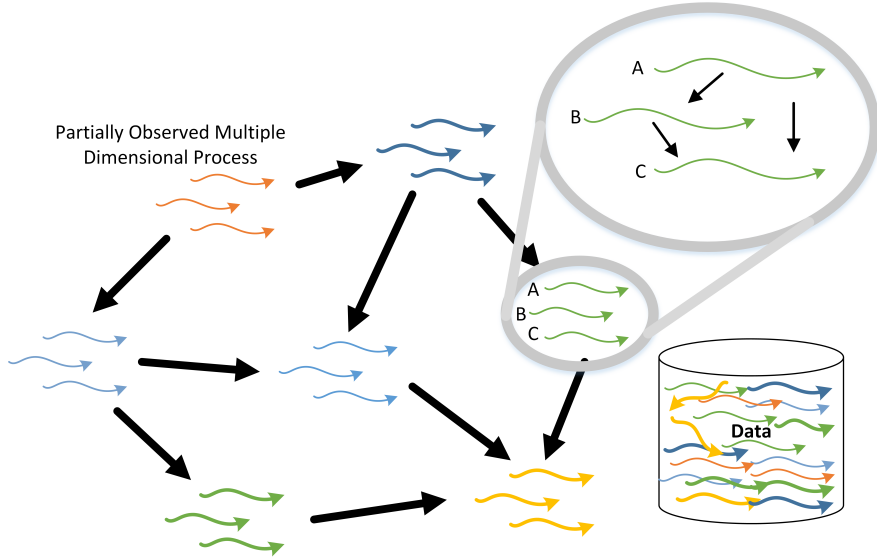 Partially Observed Multiple
Dimensional Process
A
B
C
A
B
C
Data